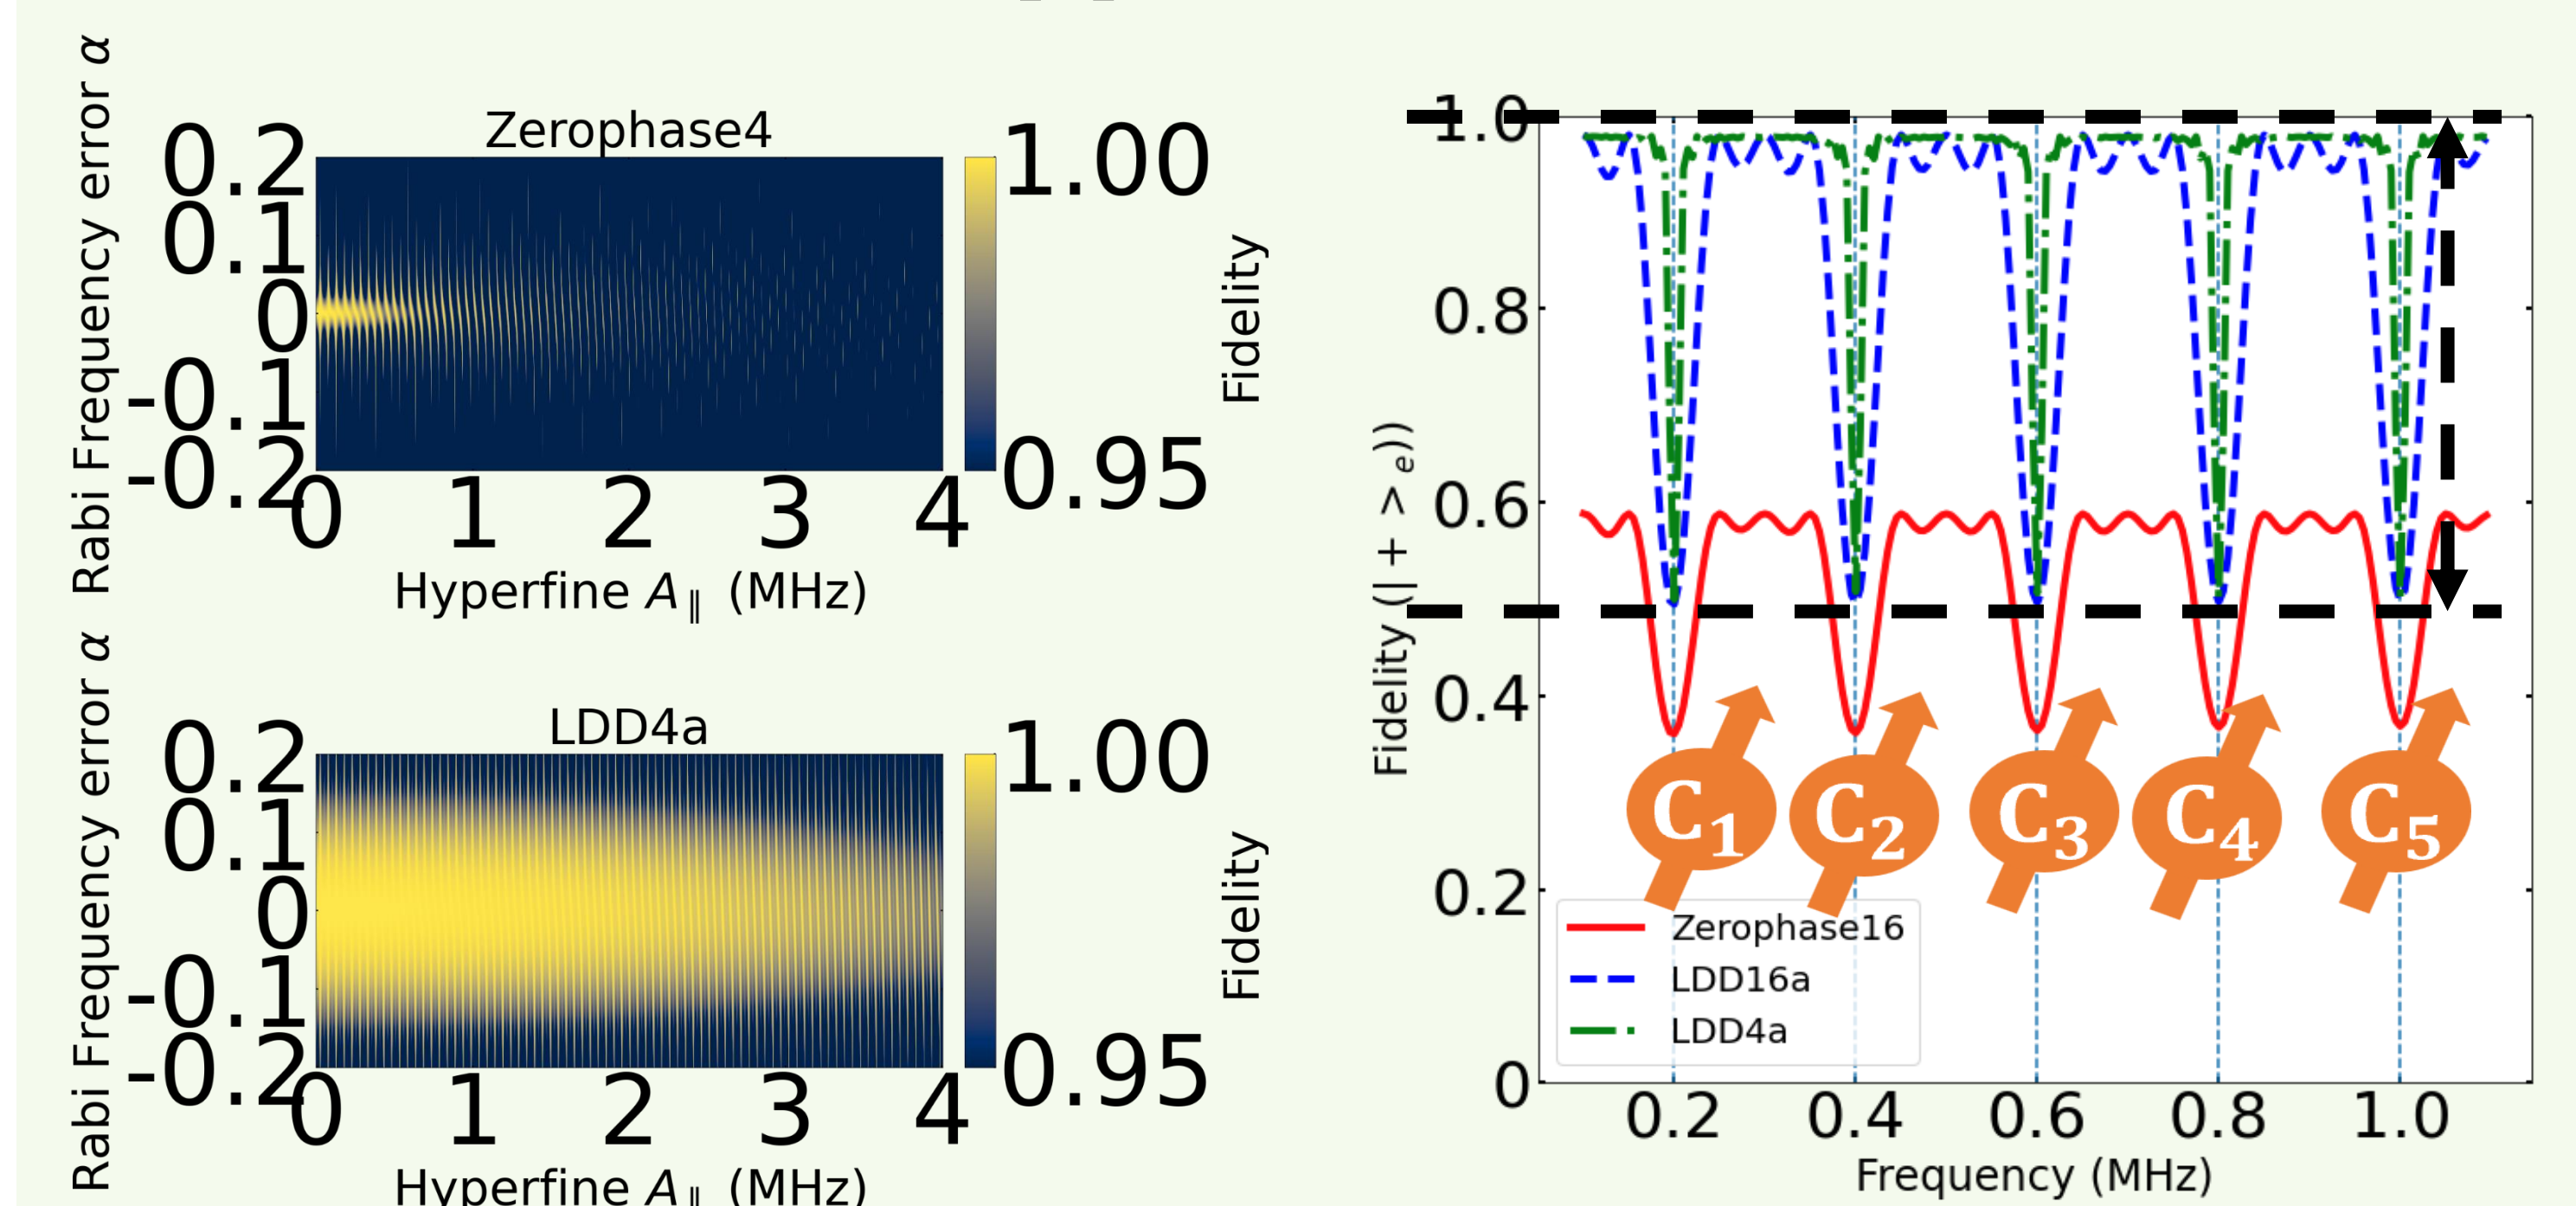 Zerophase4
Rabi Frequency error α
0.2
0.1
0
-0.1
-0.2
0 1 2 3 4
Hyperfine A∥ (MHz)
1.00
0.95
Fidelity
LDD4a
Rabi Frequency error α
0.2
0.1
0
-0.1
-0.2
0 1 2 3 4
Hyperfine A∥ (MHz)
1.00
0.95
Fidelity
Fidelity (| + >e))
1.0
0.8
0.6
0.4
0.2
0
C1 C2 C3 C4 C5
Zerophase16
LDD16a
LDD4a
0.2 0.4 0.6 0.8 1.0
Frequency (MHz)